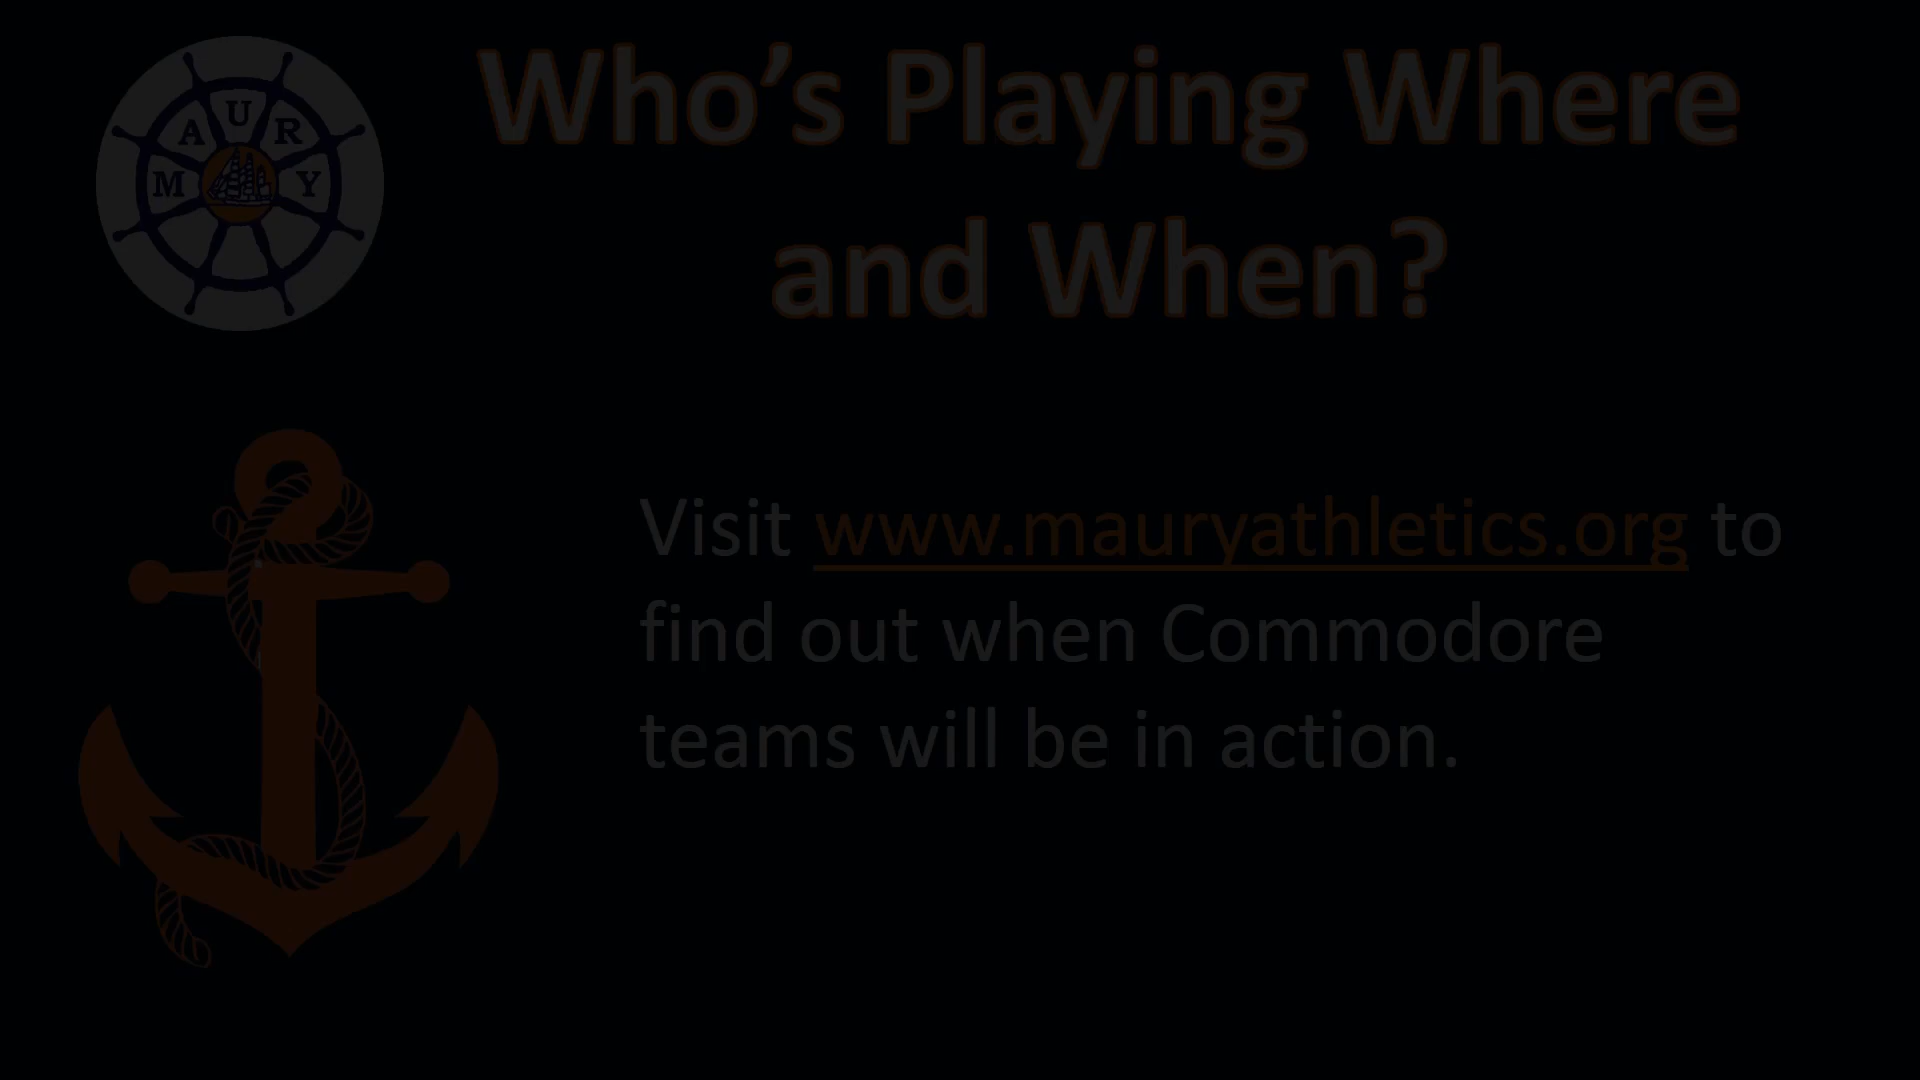 MAURY
Who’s Playing Where
and When?
Visit www.mauryathletics.org to
find out when Commodore
teams will be in action.